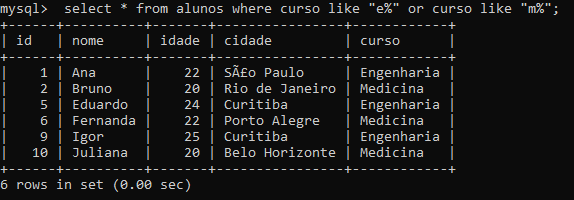 mysql>  select * from alunos where curso like "e%" or curso like "m%";
+----+----------+-------+----------------+------------+
| id | nome     | idade | cidade         | curso      |
+----+----------+-------+----------------+------------+
|  1 | Ana      |    22 | SÃ£o Paulo     | Engenharia |
|  2 | Bruno    |    20 | Rio de Janeiro | Medicina   |
|  5 | Eduardo  |    24 | Curitiba       | Engenharia |
|  6 | Fernanda |    22 | Porto Alegre   | Medicina   |
|  9 | Igor     |    25 | Curitiba       | Engenharia |
| 10 | Juliana  |    20 | Belo Horizonte | Medicina   |
+----+----------+-------+----------------+------------+
6 rows in set (0.00 sec)